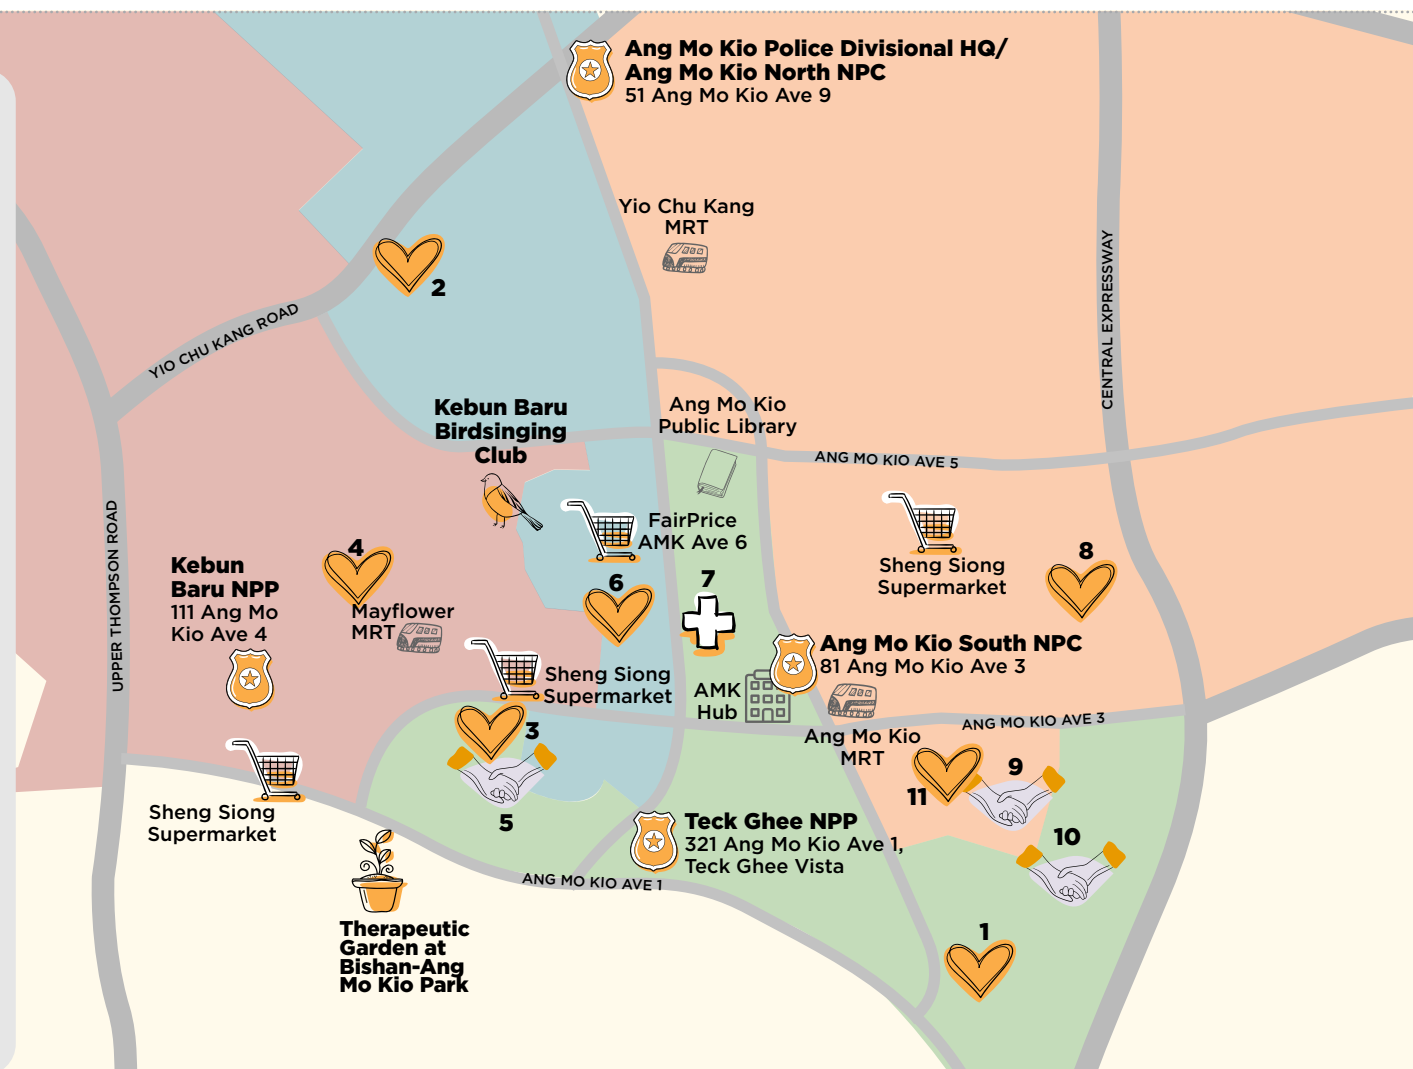 Ang Mo Kio Police Divisional HQ/
Ang Mo Kio North NPC
51 Ang Mo Kio Ave 9
Yio Chu Kang
MRT
2
YIO CHU KANG ROAD
CENTRAL EXPRESSWAY
Kebun Baru
Birdsinging
Club
Ang Mo Kio
Public Library
ANG MO KIO AVE 5
UPPER THOMPSON ROAD
FairPrice
AMK Ave 6
Sheng Siong
Supermarket
8
4
Kebun
Baru NPP
111 Ang Mo
Kio Ave 4
Mayflower
MRT
6
7
Ang Mo Kio South NPC
81 Ang Mo Kio Ave 3
Sheng Siong
Supermarket
AMK
Hub
3
ANG MO KIO AVE 3
Ang Mo Kio
MRT
9
11
Sheng Siong
Supermarket
5
Teck Ghee NPP
321 Ang Mo Kio Ave 1,
Teck Ghee Vista
10
ANG MO KIO AVE 1
Therapeutic
Garden at
Bishan-Ang
Mo Kio Park
1